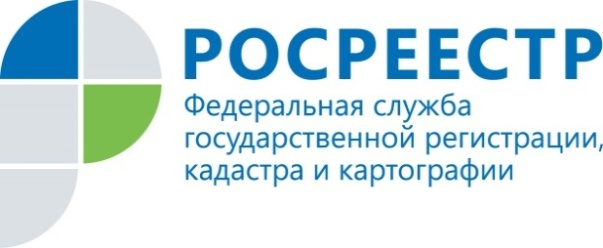 РОСРЕЕСТР
Федеральная служба
государственной регистрации,
кадастра и картографии